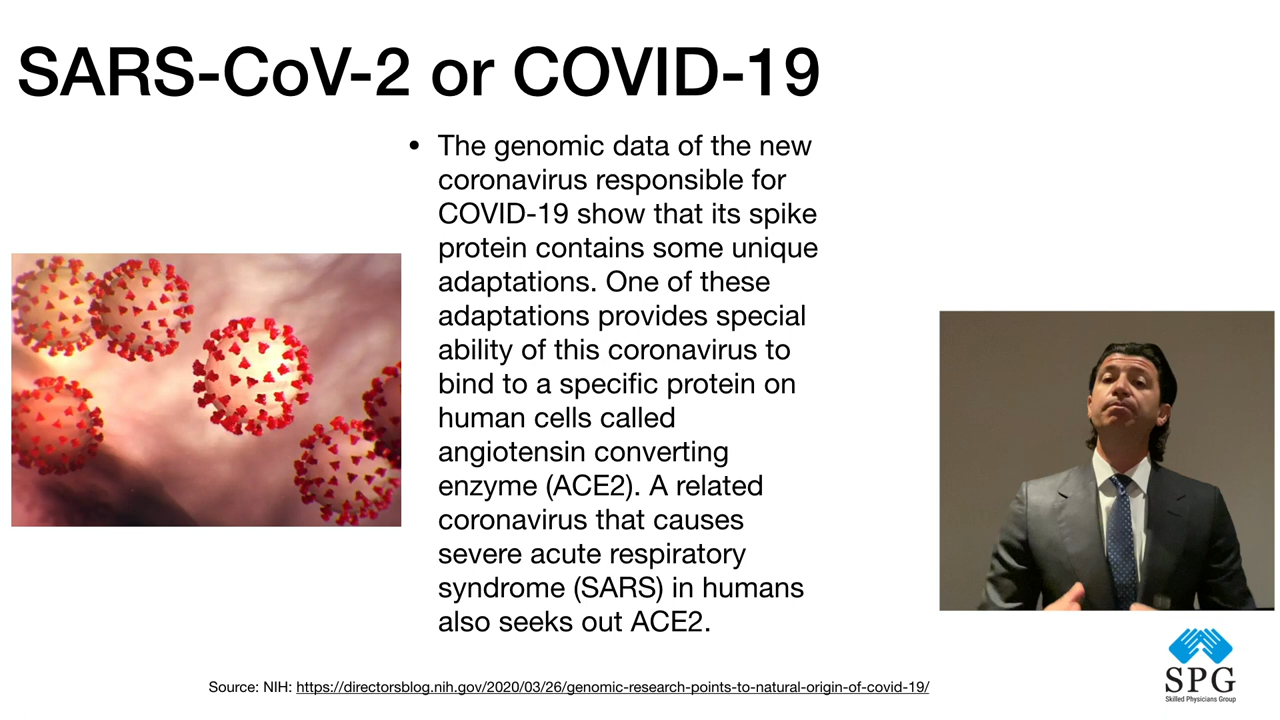 SARS-CoV-2 or COVID-19
• The genomic data of the new
coronavirus responsible for
COVID-19 show that its spike
protein contains some unique
adaptations. One of these
adaptations provides special
ability of this coronavirus to
bind to a specific protein on
human cells called
angiotensin converting
enzyme (ACE2). A related
coronavirus that causes
severe acute respiratory
syndrome (SARS) in humans
also seeks out ACE2.
Source: NIH: https://directorsblog.nih.gov/2020/03/26/genomic-research-points-to-natural-origin-of-covid-19/
SPG
Skilled Physicians Group